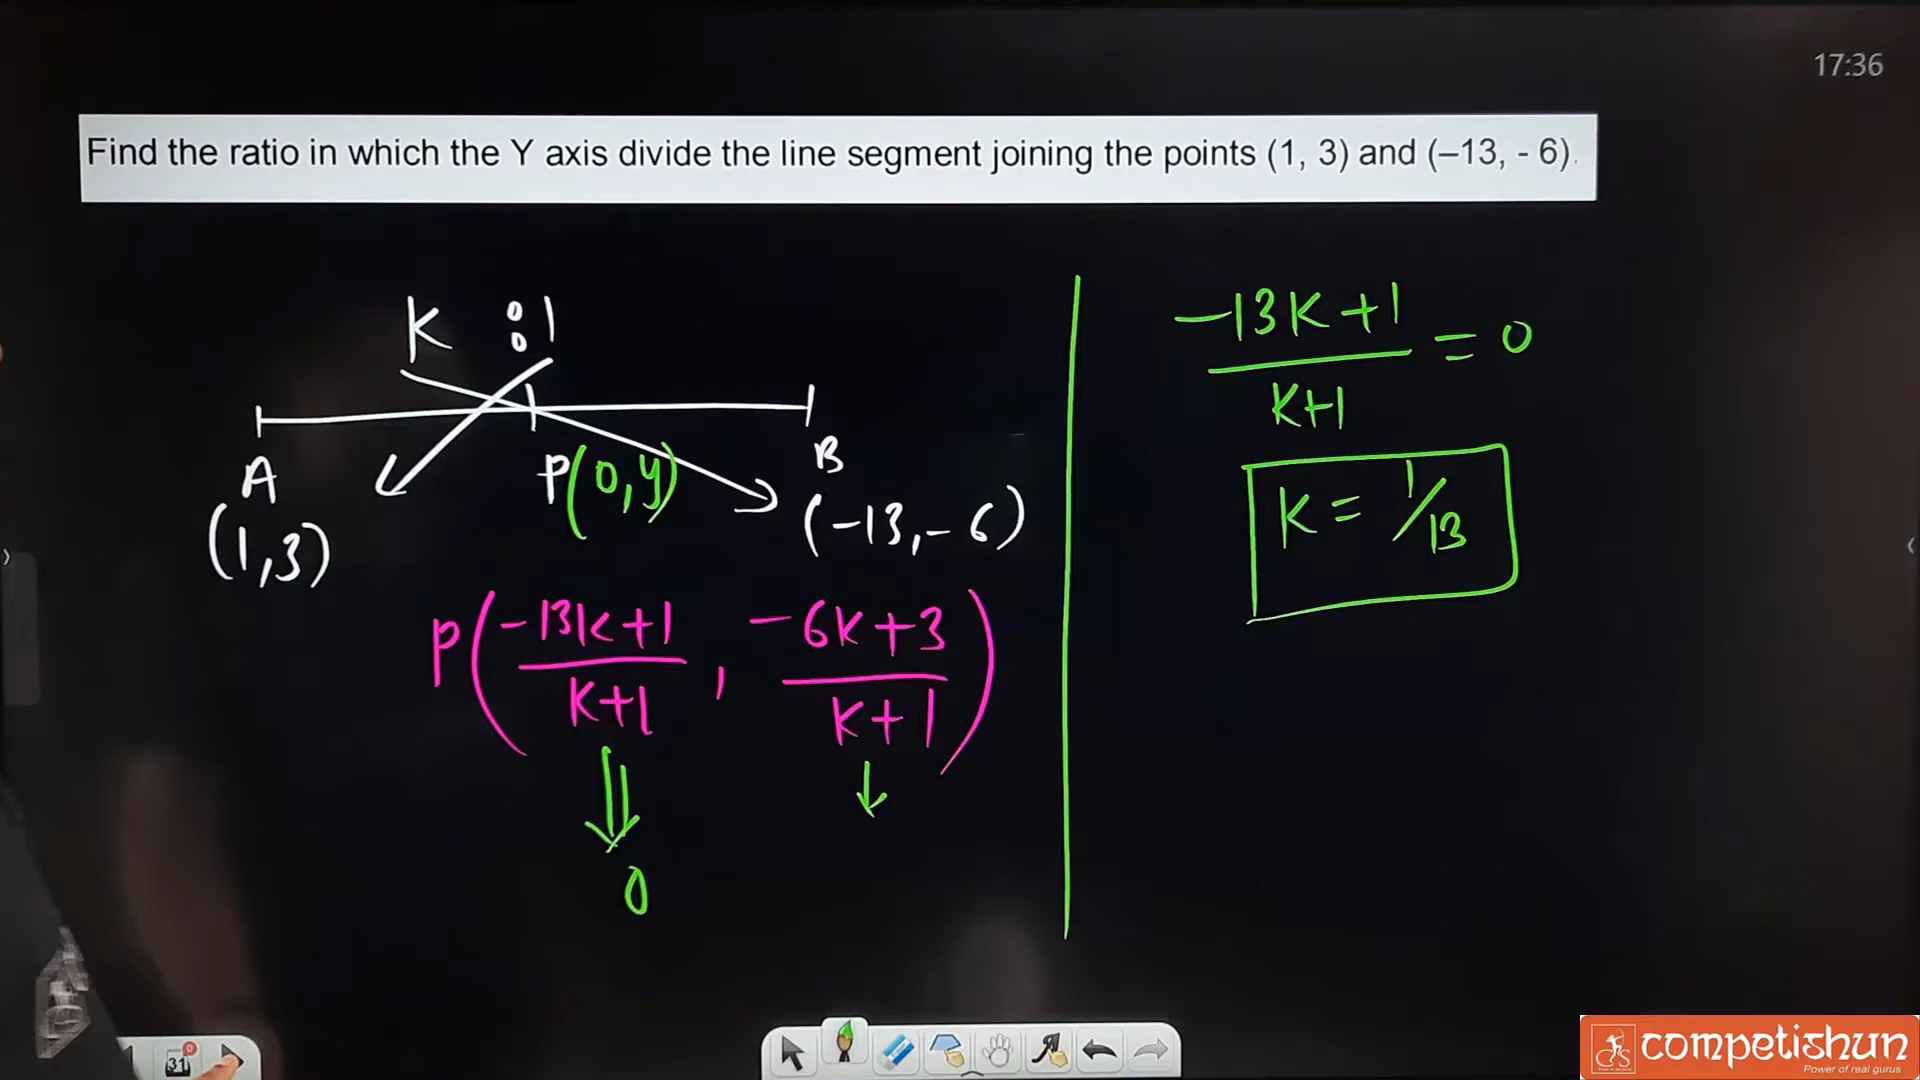 17:36
Find the ratio in which the Y axis divide the line segment joining the points (1, 3) and (–13, - 6).
K : 1
A
P(0,y)
B
(1,3)
(-13,-6)
P(-13k+1/k+1, -6k+3/k+1)
0
-13k+1/k+1 = 0
K = 1/13
31
0
competishun
Power of real gurus